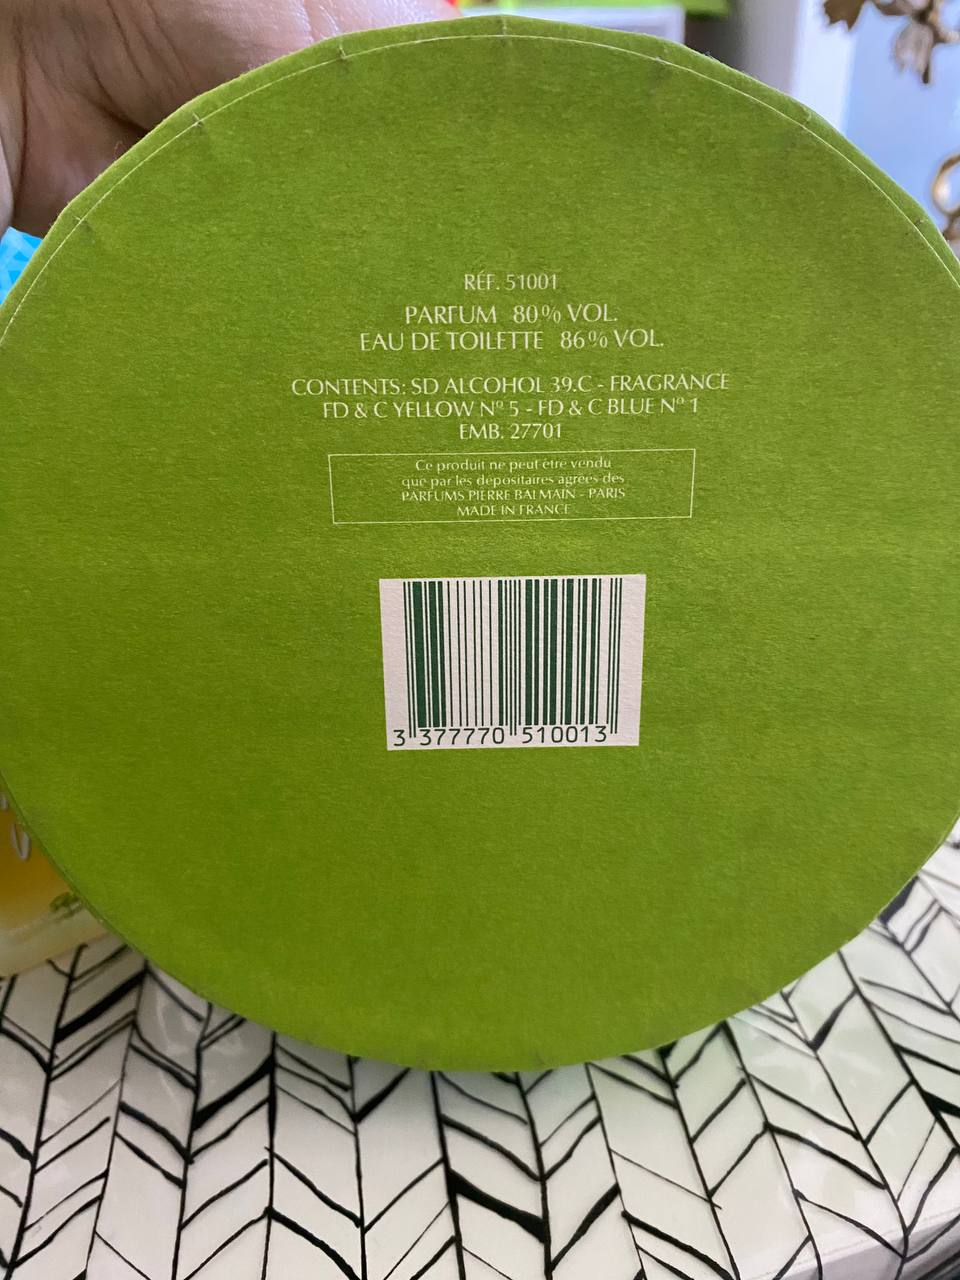 RÉF. 51001
PARFUM 80% VOL.
EAU DE TOILETTE 86% VOL.
CONTENTS: SD ALCOHOL 39.C - FRAGRANCE
FD & C YELLOW Nº 5 - FD & C BLUE Nº 1
EMB. 27701
Ce produit ne peut être vendu
que par les dépositaires agréés des
PARFUMS PIERRE BALMAIN - PARIS
MADE IN FRANCE
3 377770 510013